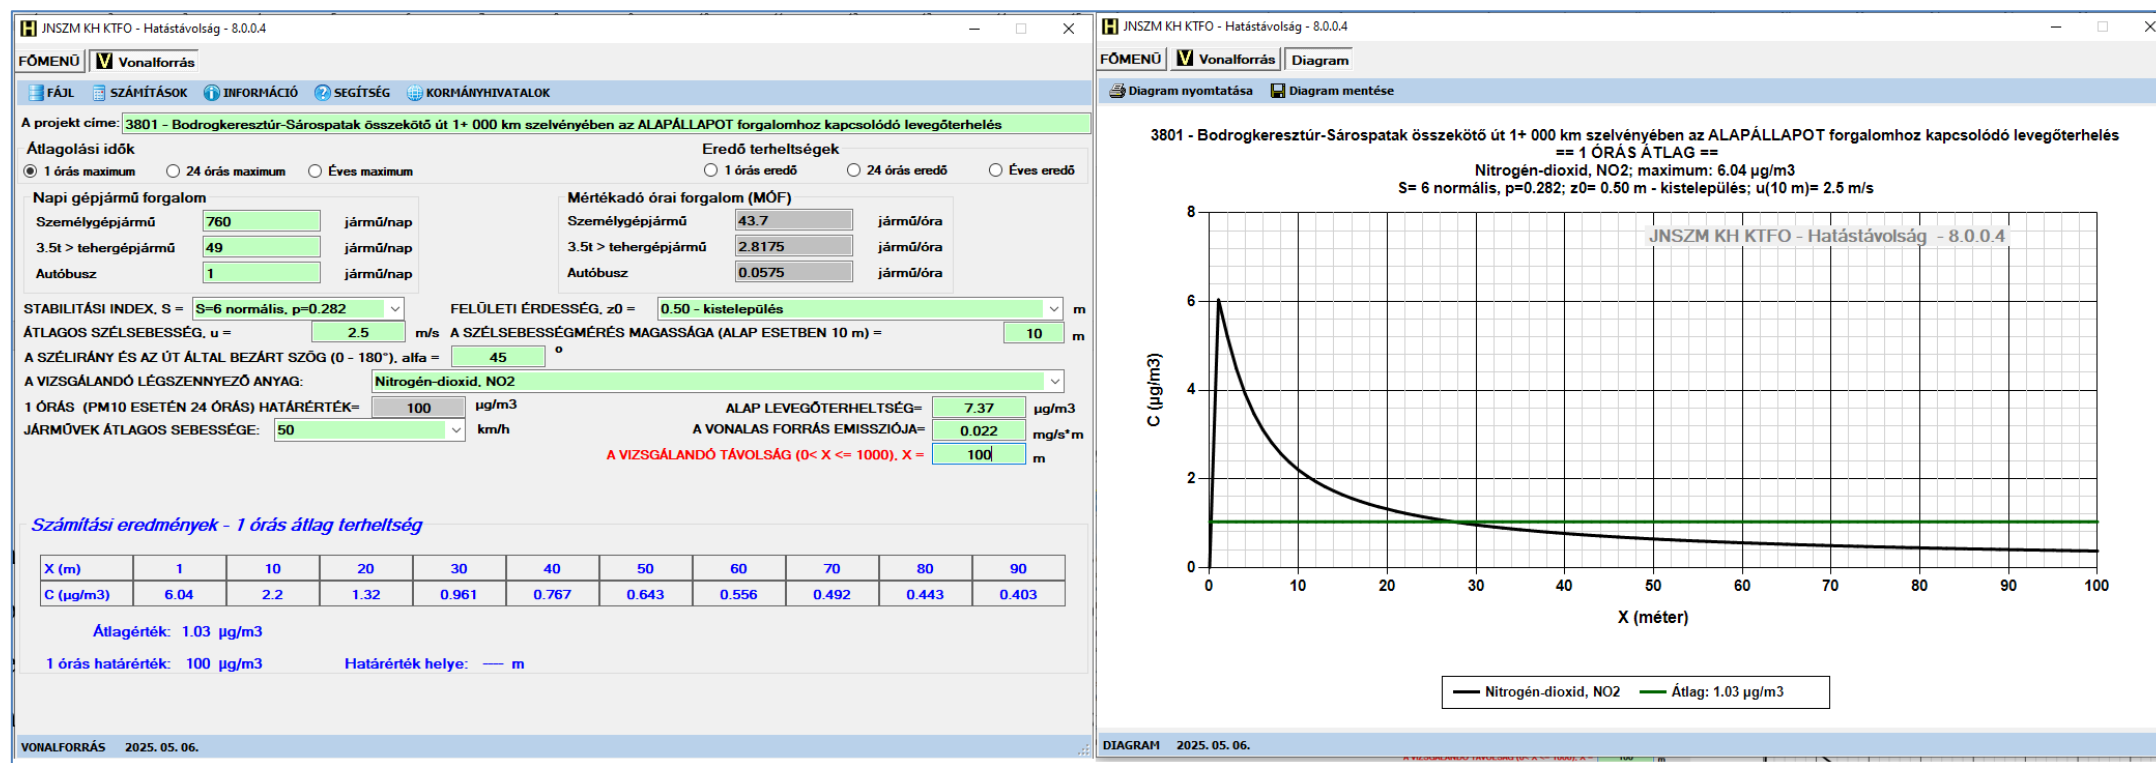 JNSZM KH KTFO - Hatástávolság - 8.0.0.4
FŐMENÜ V Vonalforrás
FÁJL SZÁMÍTÁSOK INFORMÁCIÓ SEGÍTSÉG KORMÁNYHIVATALOK
A projekt címe: 3801 - Bodrogkeresztúr-Sárospatak összekötő út 1+ 000 km szelvényében az ALAPÁLLAPOT forgalomhoz kapcsolódó levegőterhelés
Átlagolási idők Eredő terheltségek
1 órás maximum 24 órás maximum Éves maximum 1 órás eredő 24 órás eredő Éves eredő
Napi gépjármű forgalom Mértékadó órai forgalom (MÓF)
Személygépjármű 760 jármű/nap Személygépjármű 43.7 jármű/óra
3.5t > tehergépjármű 49 jármű/nap 3.5t > tehergépjármű 2.8175 jármű/óra
Autóbusz 1 jármű/nap Autóbusz 0.0575 jármű/óra
STABILITÁSI INDEX, S = S=6 normális, p=0.282 FELÜLETI ÉRDESSÉG, z0 = 0.50 - kistelepülés m
ÁTLAGOS SZÉLSEBESSÉG, u = 2.5 m/s A SZÉLSEBESSÉGMÉRÉS MAGASSÁGA (ALAP ESETBEN 10 m) = 10 m
A SZÉLIRÁNY ÉS AZ ÚT ÁLTAL BEZÁRT SZÖG (0 - 180°), alfa = 45 °
A VIZSGÁLANDÓ LÉGSZENNYEZŐ ANYAG: Nitrogén-dioxid, NO2
1 ÓRÁS (PM10 ESETÉN 24 ÓRÁS) HATÁRÉRTÉK= 100 µg/m3 ALAP LEVEGŐTERHELTSÉG= 7.37 µg/m3
JÁRMŰVEK ÁTLAGOS SEBESSÉGE: 50 km/h A VONALAS FORRÁS EMISSZIÓJA= 0.022 mg/s*m
A VIZSGÁLANDÓ TÁVOLSÁG (0< X <= 1000), X = 100 m
Számítási eredmények - 1 órás átlag terheltség
X (m) 1 10 20 30 40 50 60 70 80 90
C (µg/m3) 6.04 2.2 1.32 0.961 0.767 0.643 0.556 0.492 0.443 0.403
Átlagérték: 1.03 µg/m3
1 órás határérték: 100 µg/m3 Határérték helye: ---- m
VONALFORRÁS 2025. 05. 06.
JNSZM KH KTFO - Hatástávolság - 8.0.0.4
FŐMENÜ V Vonalforrás Diagram
Diagram nyomtatása Diagram mentése
3801 - Bodrogkeresztúr-Sárospatak összekötő út 1+ 000 km szelvényében az ALAPÁLLAPOT forgalomhoz kapcsolódó levegőterhelés
== 1 ÓRÁS ÁTLAG ==
Nitrogén-dioxid, NO2; maximum: 6.04 µg/m3
S= 6 normális, p=0.282; z0= 0.50 m - kistelepülés; u(10 m)= 2.5 m/s
JNSZM KH KTFO - Hatástávolság - 8.0.0.4
8
6
4
2
0
C (µg/m3)
0 10 20 30 40 50 60 70 80 90 100
X (méter)
Nitrogén-dioxid, NO2 Átlag: 1.03 µg/m3
DIAGRAM 2025. 05. 06.